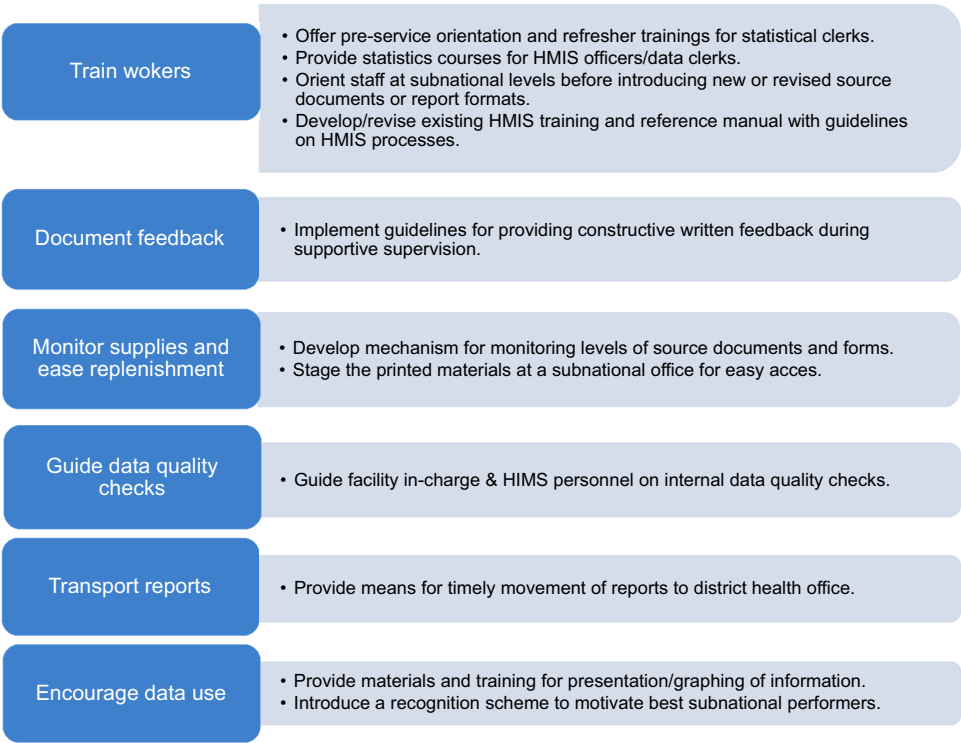 Train wokers
• Offer pre-service orientation and refresher trainings for statistical clerks.
• Provide statistics courses for HMIS officers/data clerks.
• Orient staff at subnational levels before introducing new or revised source
documents or report formats.
• Develop/revise existing HMIS training and reference manual with guidelines
on HMIS processes.
Document feedback
• Implement guidelines for providing constructive written feedback during
supportive supervision.
Monitor supplies and
ease replenishment
• Develop mechanism for monitoring levels of source documents and forms.
• Stage the printed materials at a subnational office for easy acces.
Guide data quality
checks
• Guide facility in-charge & HIMS personnel on internal data quality checks.
Transport reports
• Provide means for timely movement of reports to district health office.
Encourage data use
• Provide materials and training for presentation/graphing of information.
• Introduce a recognition scheme to motivate best subnational performers.